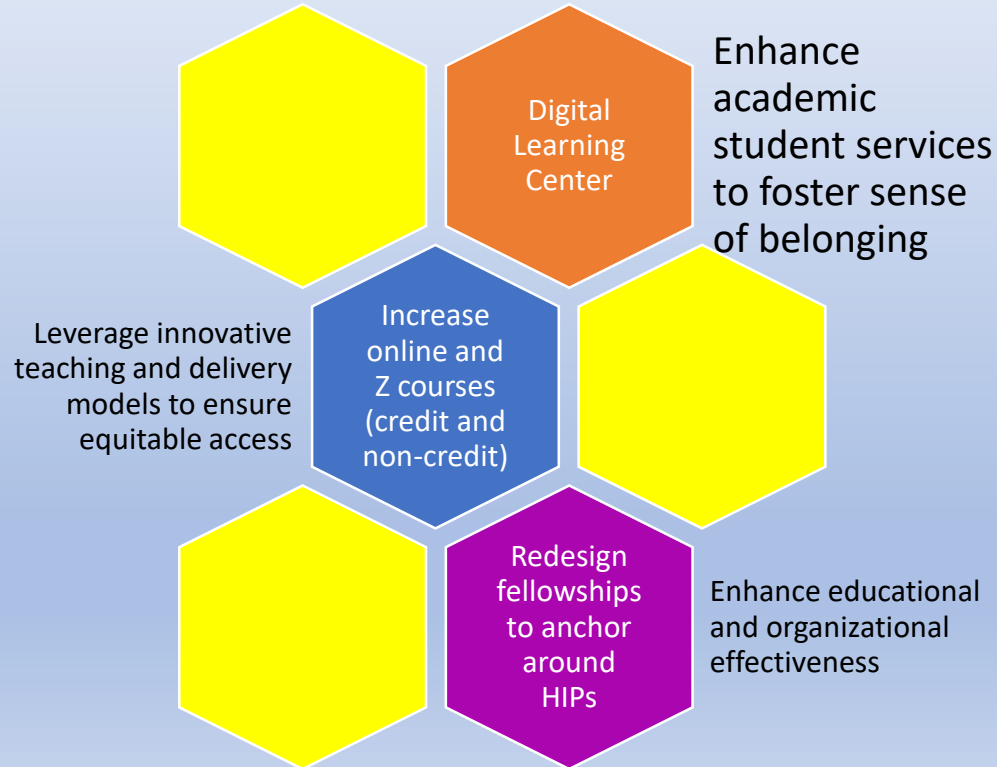 Digital
Learning
Center
Enhance
academic
student services
to foster sense
of belonging
Leverage innovative
teaching and delivery
models to ensure
equitable access
Increase
online and
Z courses
(credit and
non-credit)
Redesign
fellowships
to anchor
around
HIPs
Enhance educational
and organizational
effectiveness